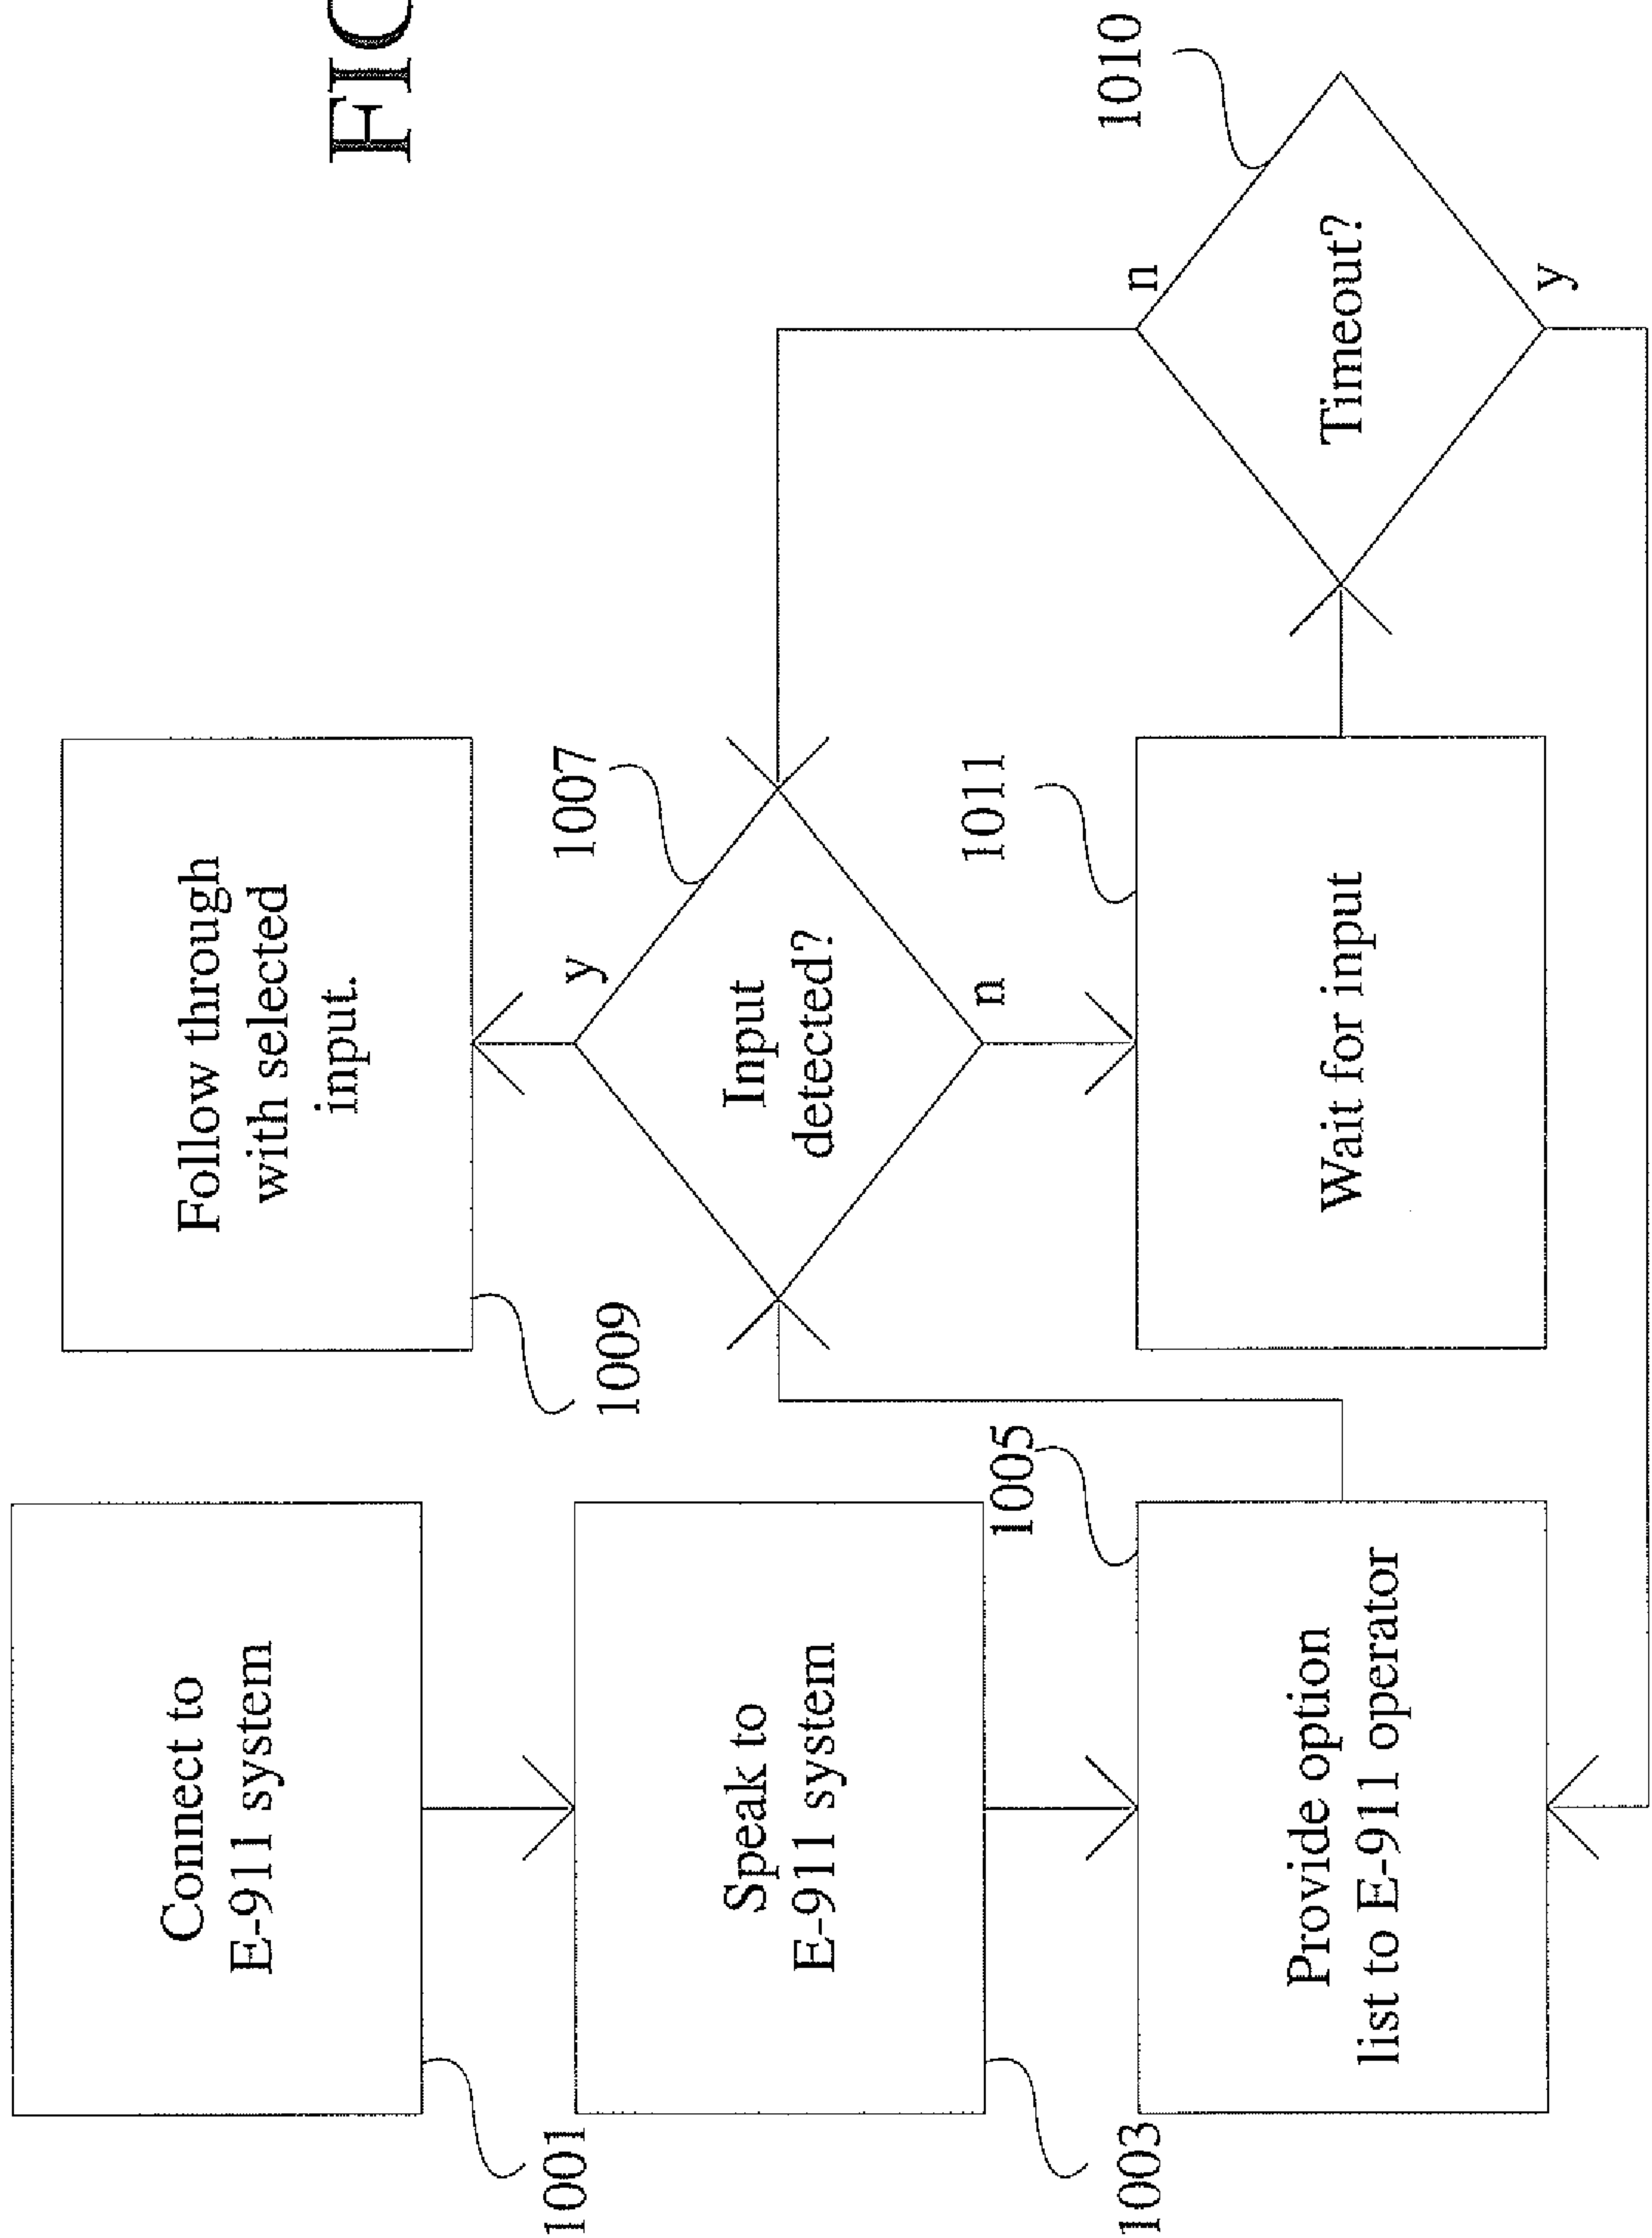 FIG
Connect to
E-911 system
1001
Speak to
E-911 system
1003
Provide option
list to E-911 operator
1005
Follow through
with selected
input.
1009
Input
detected?
1007
y
n
Wait for input
1011
Timeout?
1010
n
y